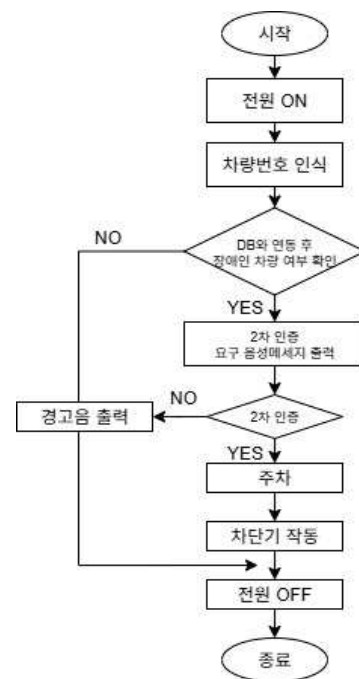 시작
전원 ON
차량번호 인식
NO
DB와 연동 후
장애인 차량 여부 확인
YES
2차 인증
요구 음성메세지 출력
NO
경고음 출력
2차 인증
YES
주차
차단기 작동
전원 OFF
종료